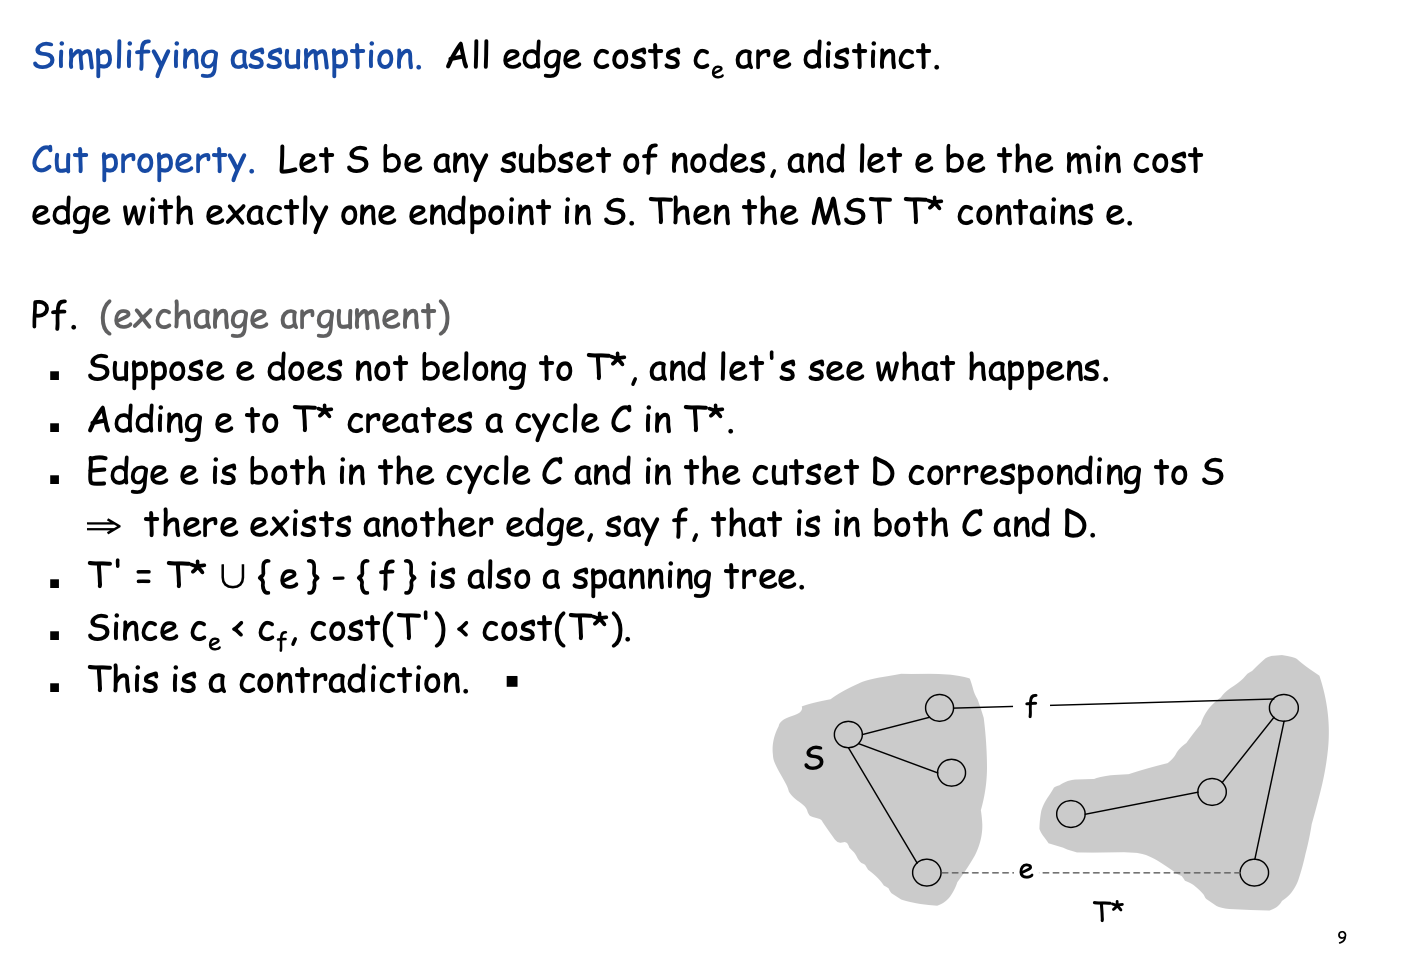 Simplifying assumption. All edge costs cₑ are distinct.
Cut property. Let S be any subset of nodes, and let e be the min cost
edge with exactly one endpoint in S. Then the MST T* contains e.
Pf. (exchange argument)
▪ Suppose e does not belong to T*, and let's see what happens.
▪ Adding e to T* creates a cycle C in T*.
▪ Edge e is both in the cycle C and in the cutset D corresponding to S
⇒ there exists another edge, say f, that is in both C and D.
▪ T' = T* ∪ { e } - { f } is also a spanning tree.
▪ Since c_e < c_f, cost(T') < cost(T*).
▪ This is a contradiction. ▪
f
S
e
T*
9